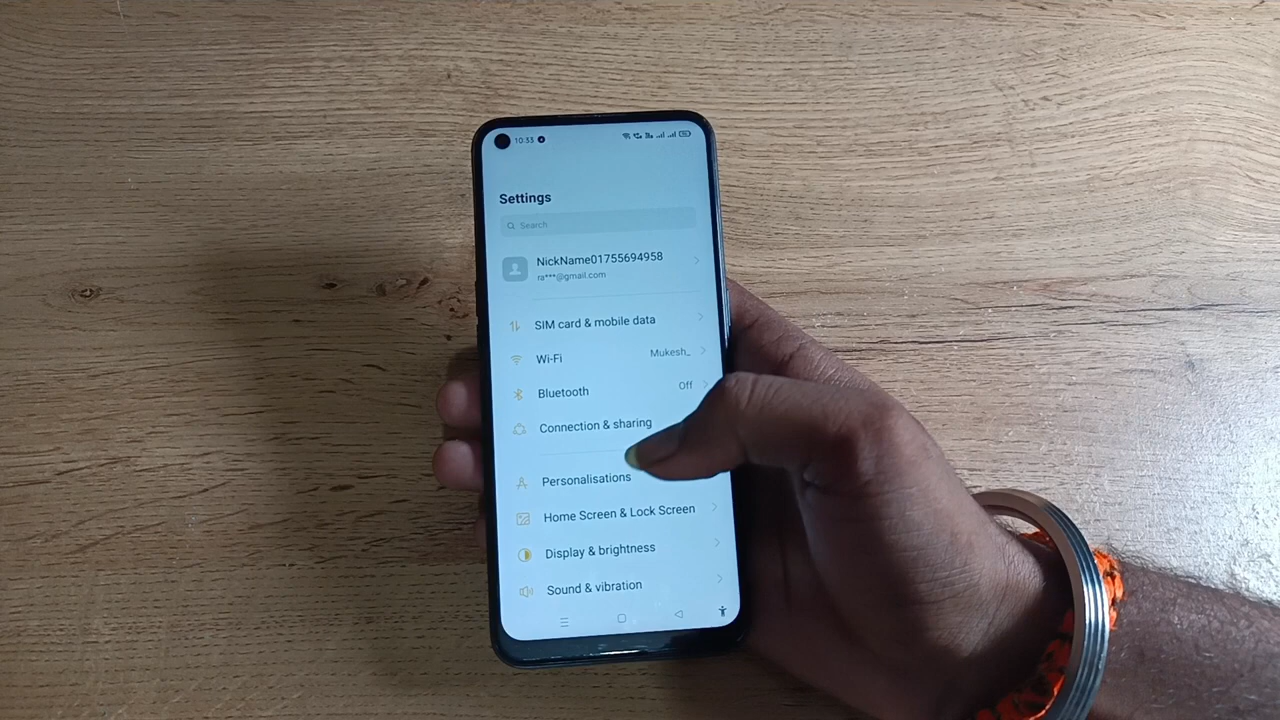 10:33
Settings
Search
NickName01755694958
ra***@gmail.com
SIM card & mobile data
Wi-Fi Mukesh_
Bluetooth Off
Connection & sharing
Personalisations
Home Screen & Lock Screen
Display & brightness
Sound & vibration